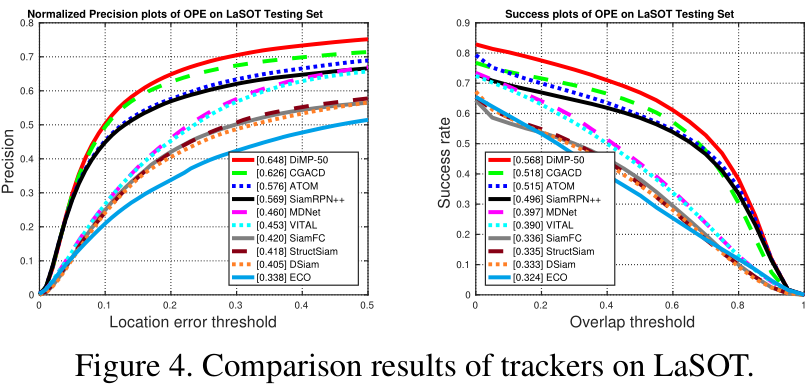 Normalized Precision plots of OPE on LaSOT Testing Set
0.8
0.7
0.6
0.5
0.4
0.3
0.2
0.1
0
Precision
0 0.1 0.2 0.3 0.4 0.5
Location error threshold
[0.648] DiMP-50
[0.626] CGACD
[0.576] ATOM
[0.569] SiamRPN++
[0.460] MDNet
[0.453] VITAL
[0.420] SiamFC
[0.418] StructSiam
[0.405] DSiam
[0.338] ECO
Success plots of OPE on LaSOT Testing Set
0.9
0.8
0.7
0.6
0.5
0.4
0.3
0.2
0.1
0
Success rate
0 0.2 0.4 0.6 0.8 1
Overlap threshold
[0.568] DiMP-50
[0.518] CGACD
[0.515] ATOM
[0.496] SiamRPN++
[0.397] MDNet
[0.390] VITAL
[0.336] SiamFC
[0.335] StructSiam
[0.333] DSiam
[0.324] ECO
Figure 4. Comparison results of trackers on LaSOT.